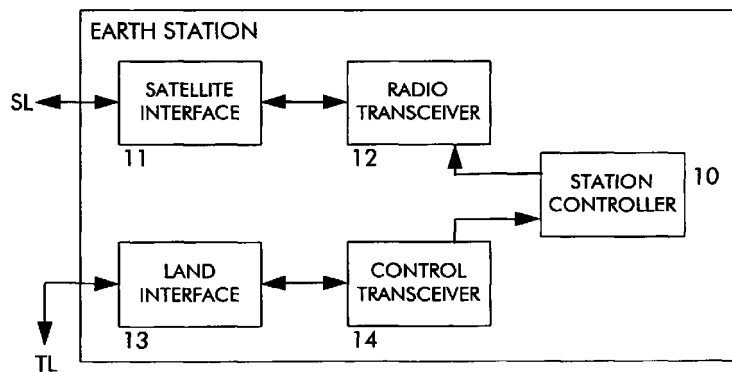 EARTH STATION
SL
SATELLITE
INTERFACE
11
RADIO
TRANSCEIVER
12
STATION
CONTROLLER
10
LAND
INTERFACE
13
CONTROL
TRANSCEIVER
14
TL